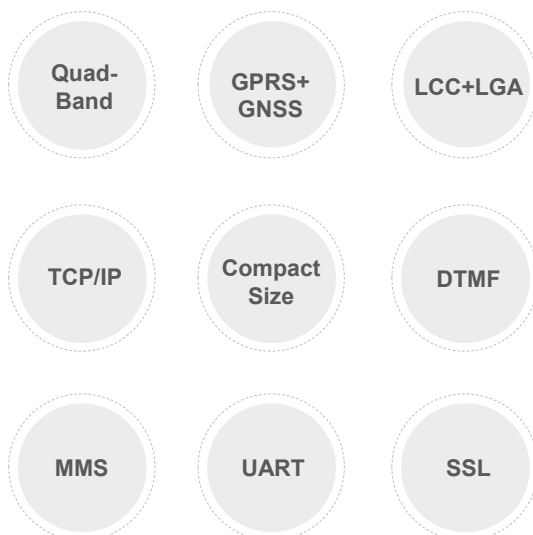 Quad-
Band
GPRS+
GNSS
LCC+LGA
TCP/IP
Compact
Size
DTMF
MMS
UART
SSL